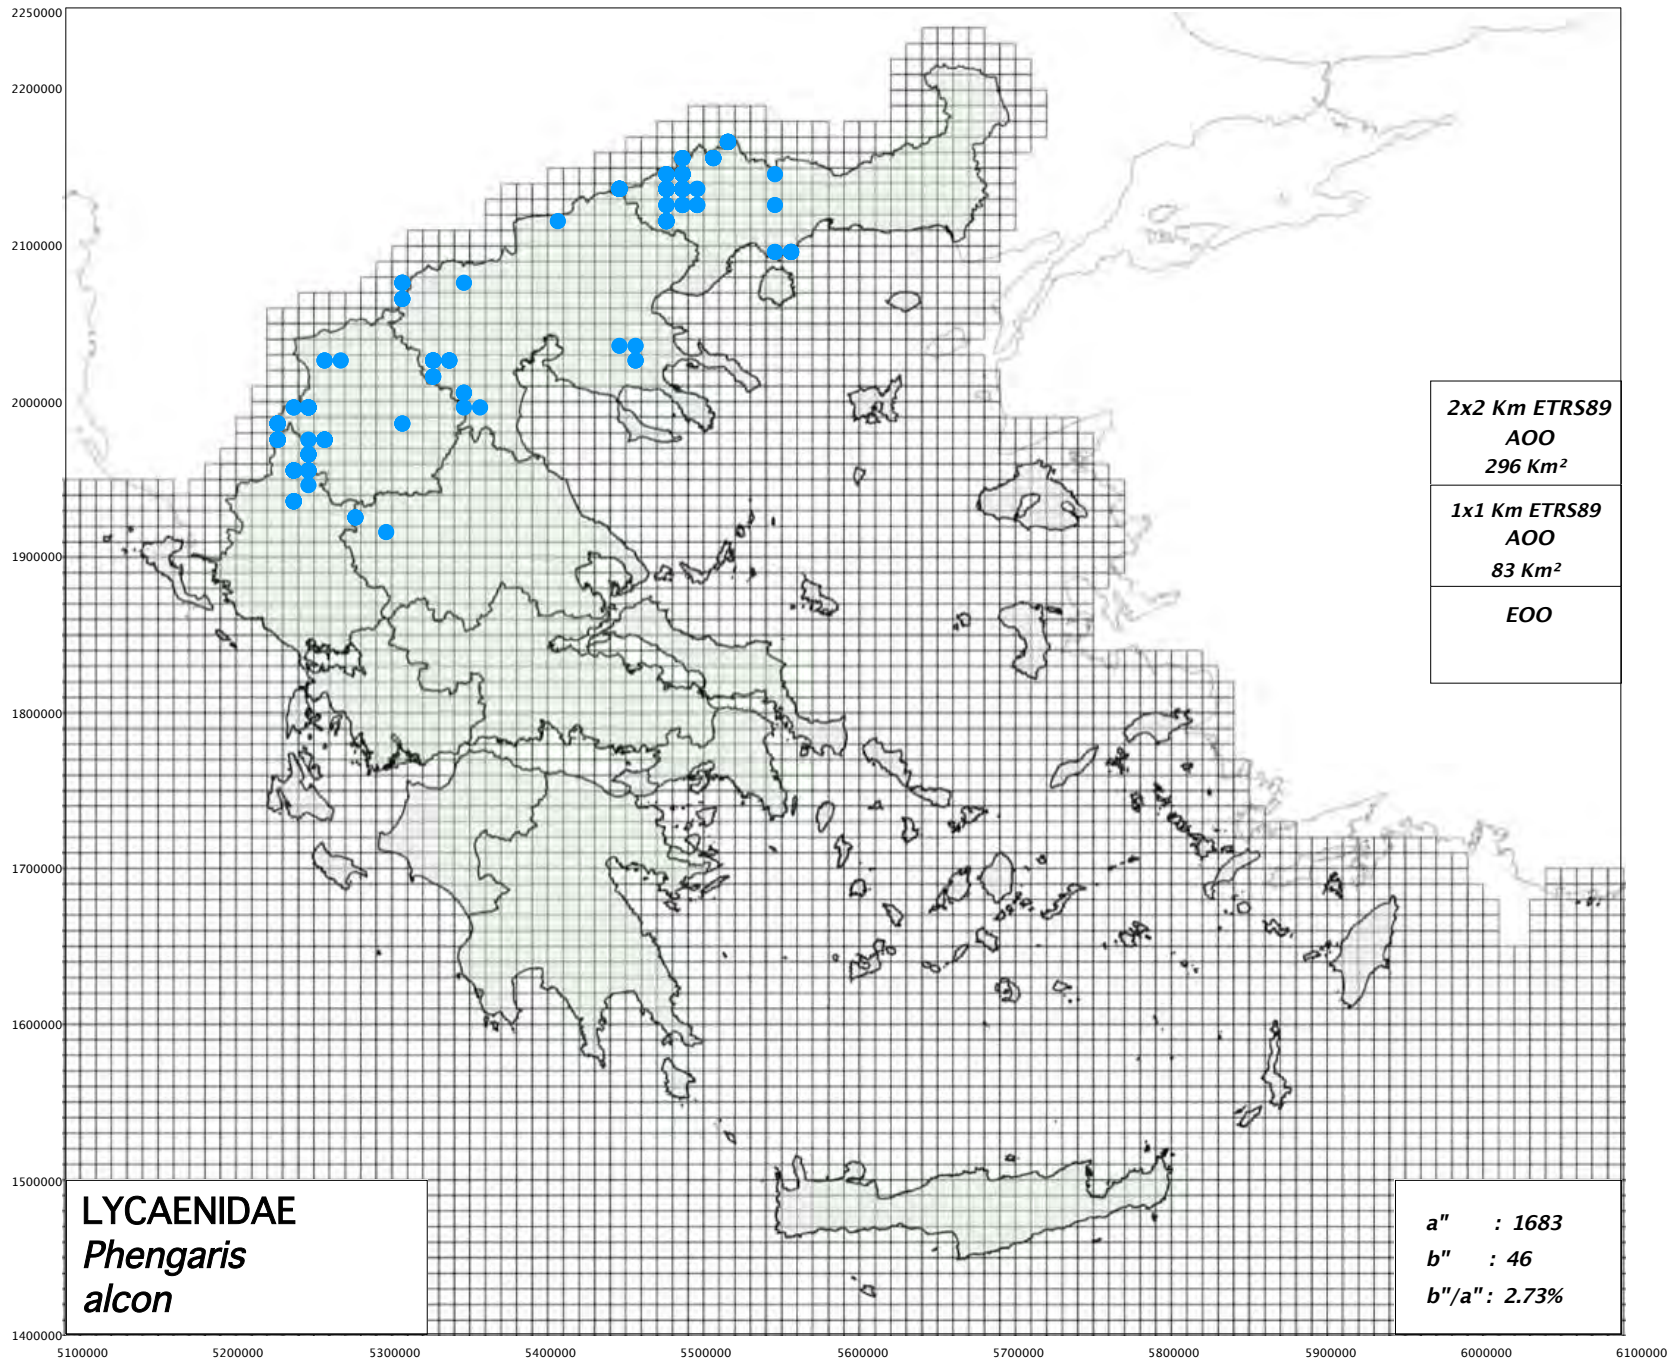 2250000
2200000
2100000
2000000
1900000
1800000
1700000
1600000
1500000
1400000
2x2 Km ETRS89
AOO
296 Km²
1x1 Km ETRS89
AOO
83 Km²
EOO
LYCAENIDAE
Phengaris
alcon
a" : 1683
b" : 46
b"/a" : 2.73%
5100000 5200000 5300000 5400000 5500000 5600000 5700000 5800000 5900000 6000000 6100000